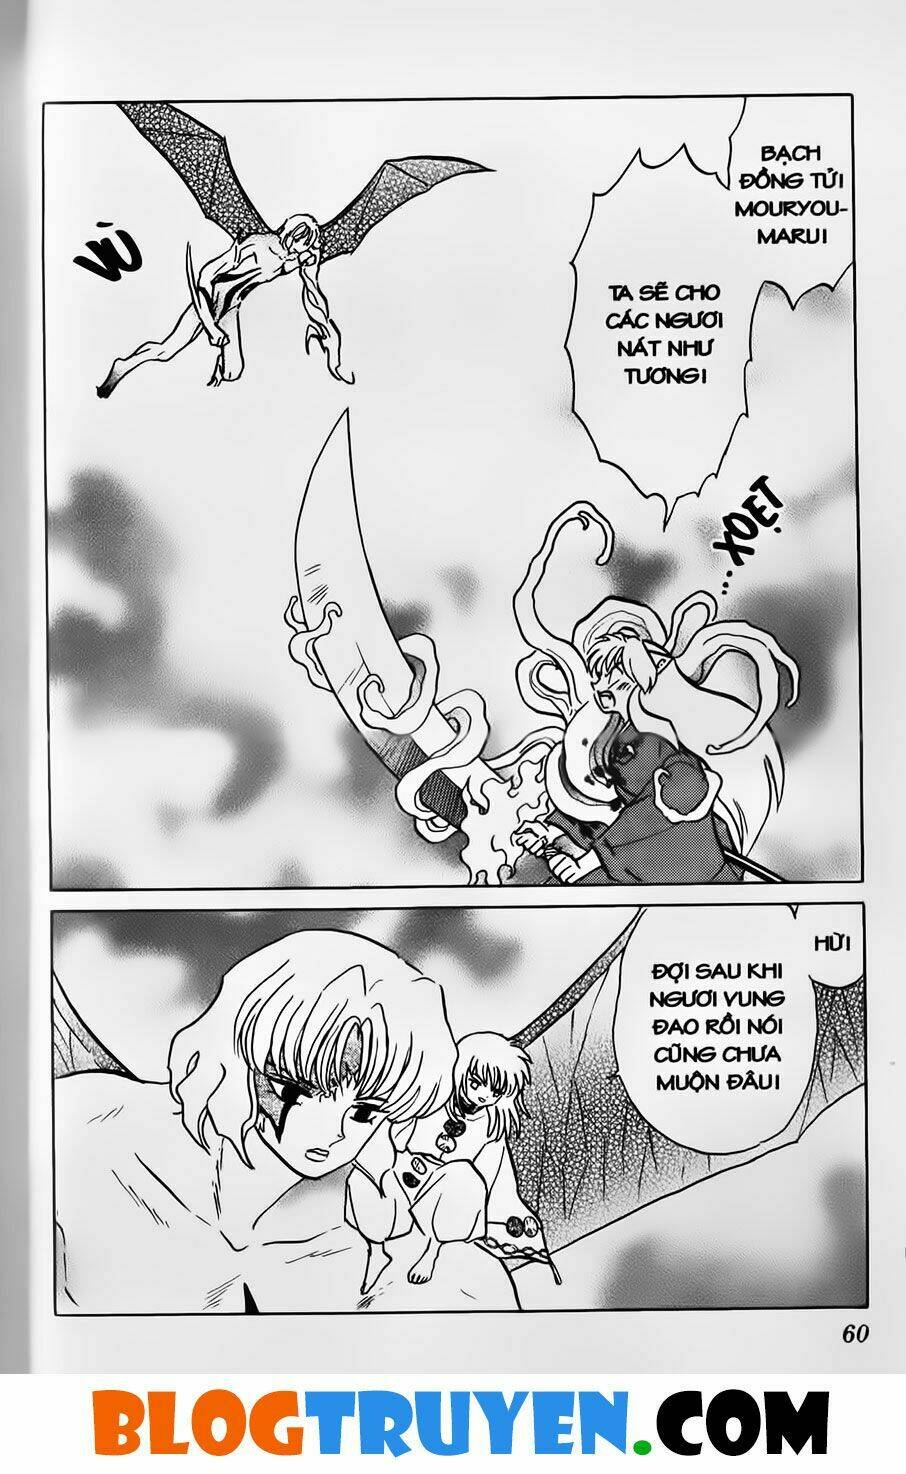 BẠCH
ĐỒNG TỬ!
MOURYOU-
MARU!
TA SẼ CHO
CÁC NGƯƠI
NÁT NHƯ
TƯƠNG!
VÙ
...XOẸT
HỪ!
ĐỢI SAU KHI
NGƯƠI VUNG
ĐAO RỒI NÓI
CŨNG CHƯA
MUỘN ĐÂU!
60
BLOGTRUYEN.COM